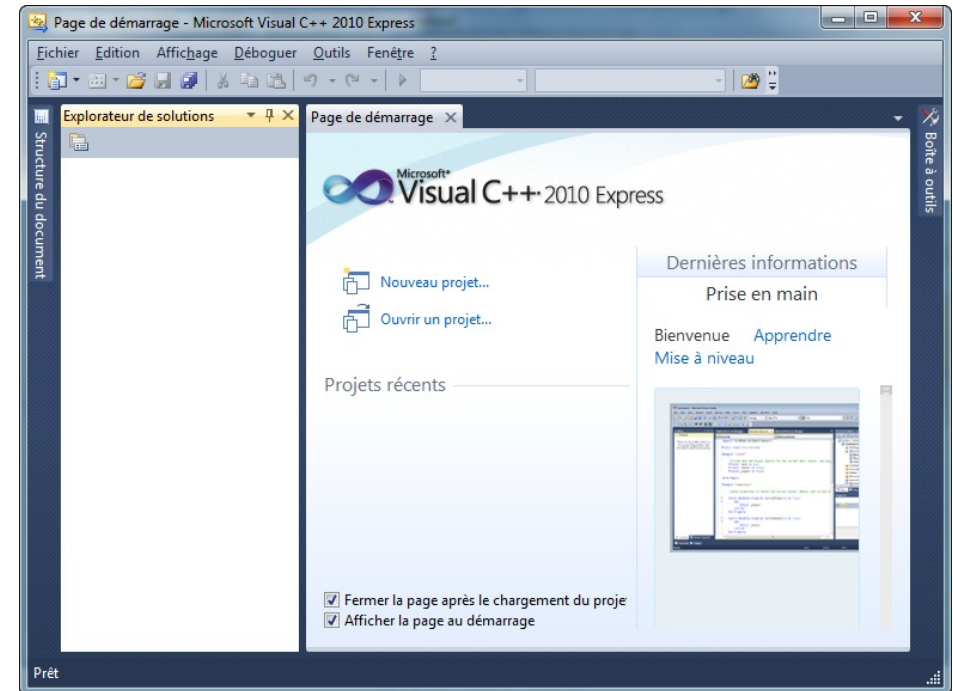 Page de démarrage - Microsoft Visual C++ 2010 Express
Fichier Edition Affichage Déboguer Outils Fenêtre ?
Explorateur de solutions
Page de démarrage
Structure du document
Boîte à outils
Microsoft
Visual C++ 2010 Express
Nouveau projet...
Ouvrir un projet...
Projets récents
Dernières informations
Prise en main
Bienvenue Apprendre
Mise à niveau
Fermer la page après le chargement du proje
Afficher la page au démarrage
Prêt